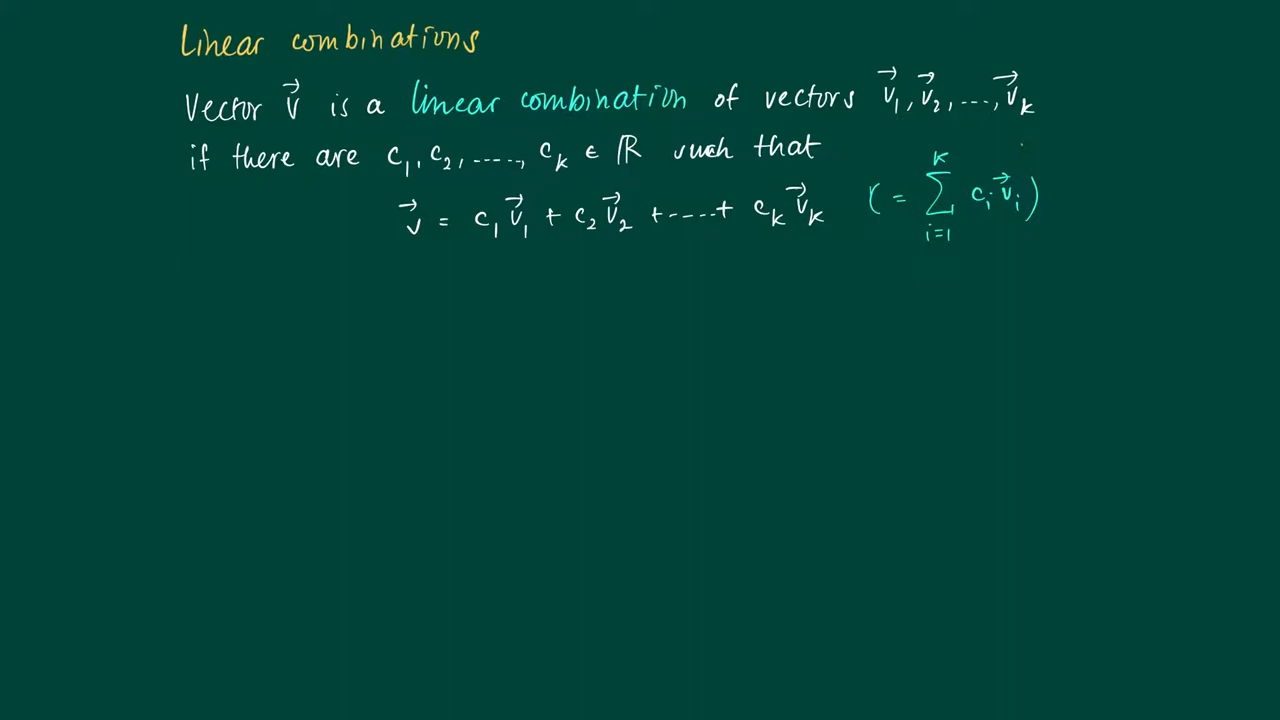 Linear combinations
Vector v⃗ is a linear combination of vectors v⃗₁, v⃗₂, ..., v⃗ₖ
if there are c₁, c₂, ....., cₖ ∈ ℝ such that
v⃗ = c₁v⃗₁ + c₂v⃗₂ + ..... + cₖv⃗ₖ (= ∑ᵢ₌₁ᴷ cᵢv⃗ᵢ)